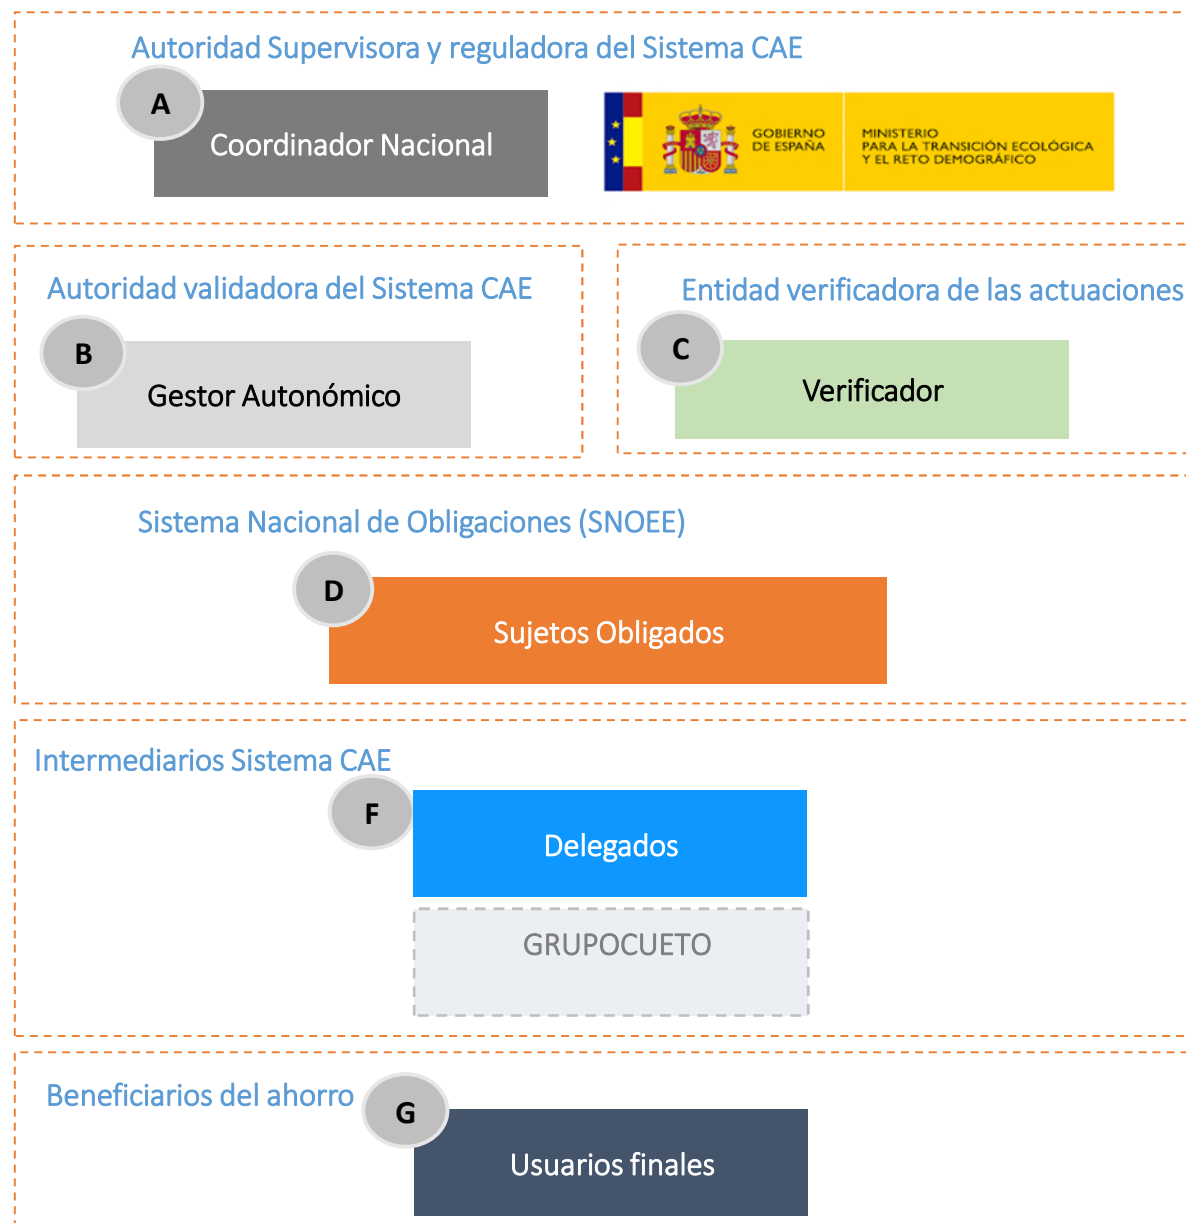 Autoridad Supervisora y reguladora del Sistema CAE
A
Coordinador Nacional
GOBIERNO
DE ESPAÑA
MINISTERIO
PARA LA TRANSICIÓN ECOLÓGICA
Y EL RETO DEMOGRÁFICO
Autoridad validadora del Sistema CAE
B
Gestor Autonómico
Entidad verificadora de las actuaciones
C
Verificador
Sistema Nacional de Obligaciones (SNOEE)
D
Sujetos Obligados
Intermediarios Sistema CAE
F
Delegados
GRUPOCUETO
Beneficiarios del ahorro
G
Usuarios finales